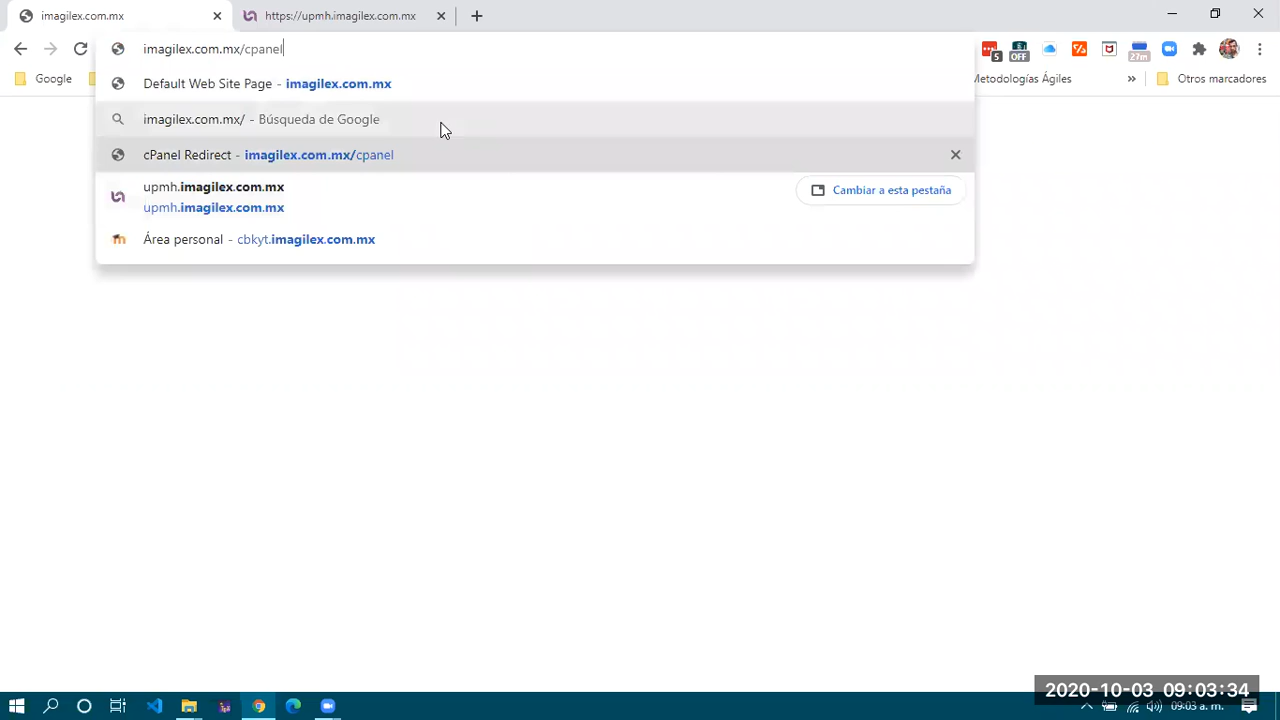 imagilex.com.mx
https://upmh.imagilex.com.mx
imagilex.com.mx/cpanel
5
OFF
27m
Google
Metodologías Ágiles
»
Otros marcadores
Default Web Site Page - imagilex.com.mx
imagilex.com.mx/ - Búsqueda de Google
cPanel Redirect - imagilex.com.mx/cpanel
upmh.imagilex.com.mx
upmh.imagilex.com.mx
Cambiar a esta pestaña
Área personal - cbkyt.imagilex.com.mx
2020-10-03 09:03:34
09:03 a. m.